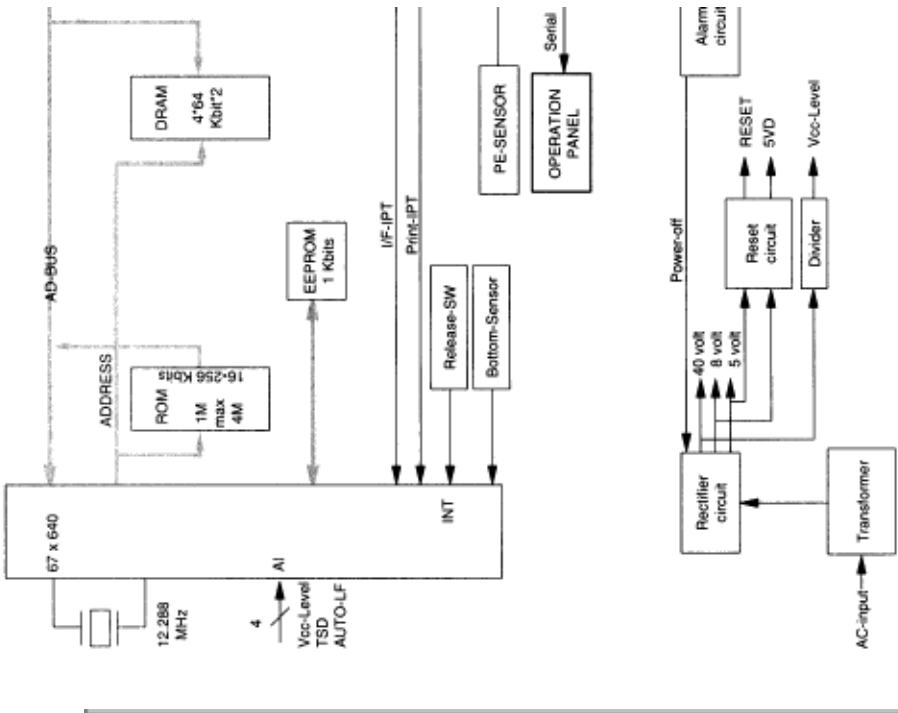 67 x 640
12.288
MHz
AI
4
Vcc-Level
TSD
AUTO-LF
INT
AD-BUS
ADDRESS
ROM
1M
max
4M
16-256 Kbits
DRAM
4*64
Kbit*2
EEPROM
1 Kbits
I/F-IPT
Print-IPT
Release-SW
Bottom-Sensor
PE-SENSOR
Serial
OPERATION
PANEL
Alarm
circuit
Power-off
AC-input
Transformer
Rectifier
circuit
40 volt
8 volt
5 volt
Reset
circuit
Divider
RESET
5VD
Vcc-Level